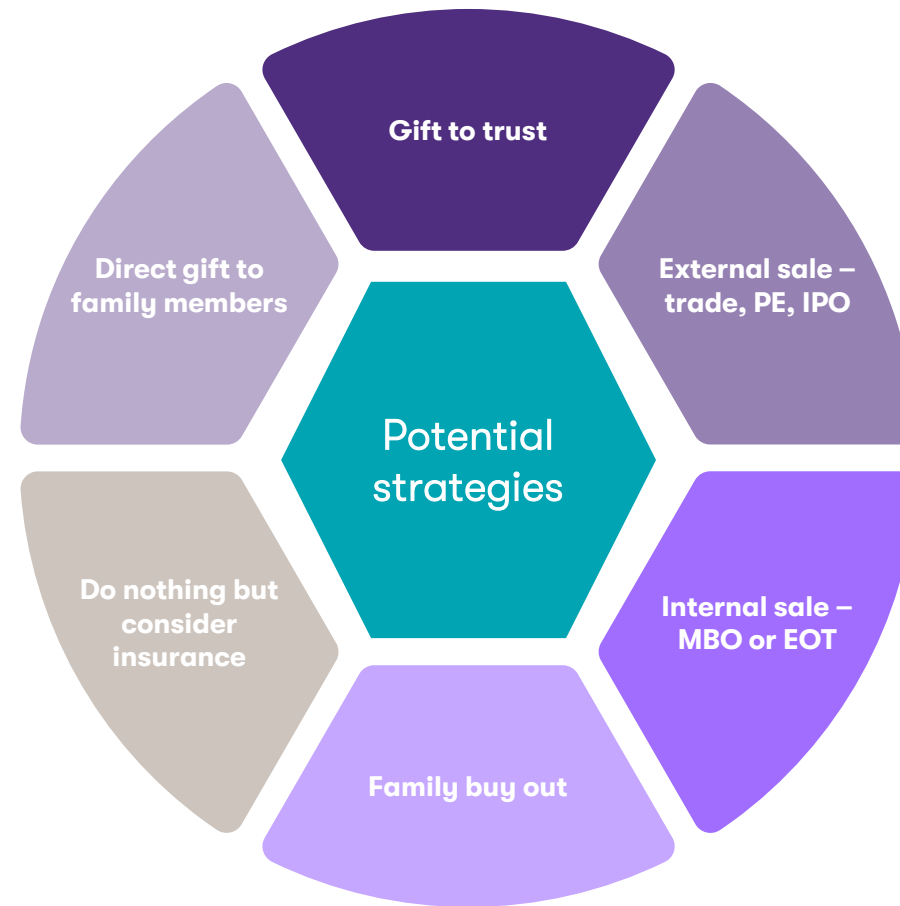 Gift to trust
External sale –
trade, PE, IPO
Internal sale –
MBO or EOT
Family buy out
Do nothing but
consider
insurance
Direct gift to
family members
Potential
strategies